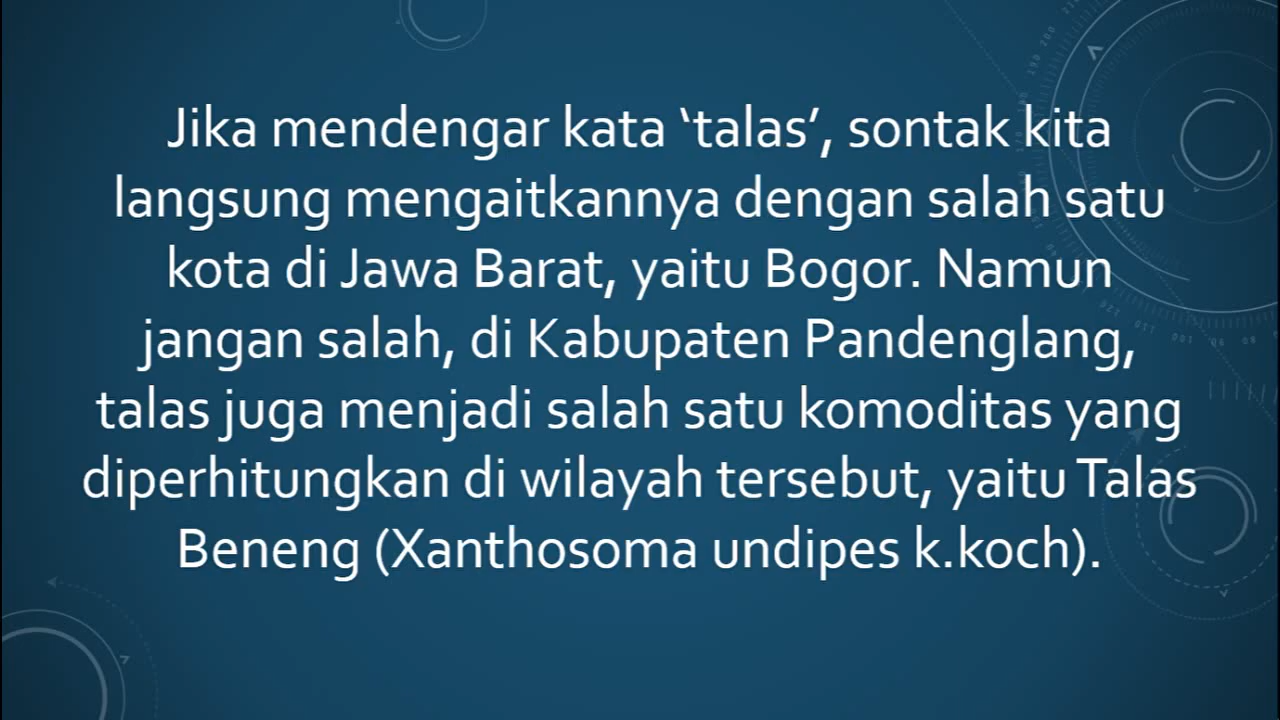 Jika mendengar kata ‘talas’, sontak kita
langsung mengaitkannya dengan salah satu
kota di Jawa Barat, yaitu Bogor. Namun
jangan salah, di Kabupaten Pandenglang,
talas juga menjadi salah satu komoditas yang
diperhitungkan di wilayah tersebut, yaitu Talas
Beneng (Xanthosoma undipes k.koch).